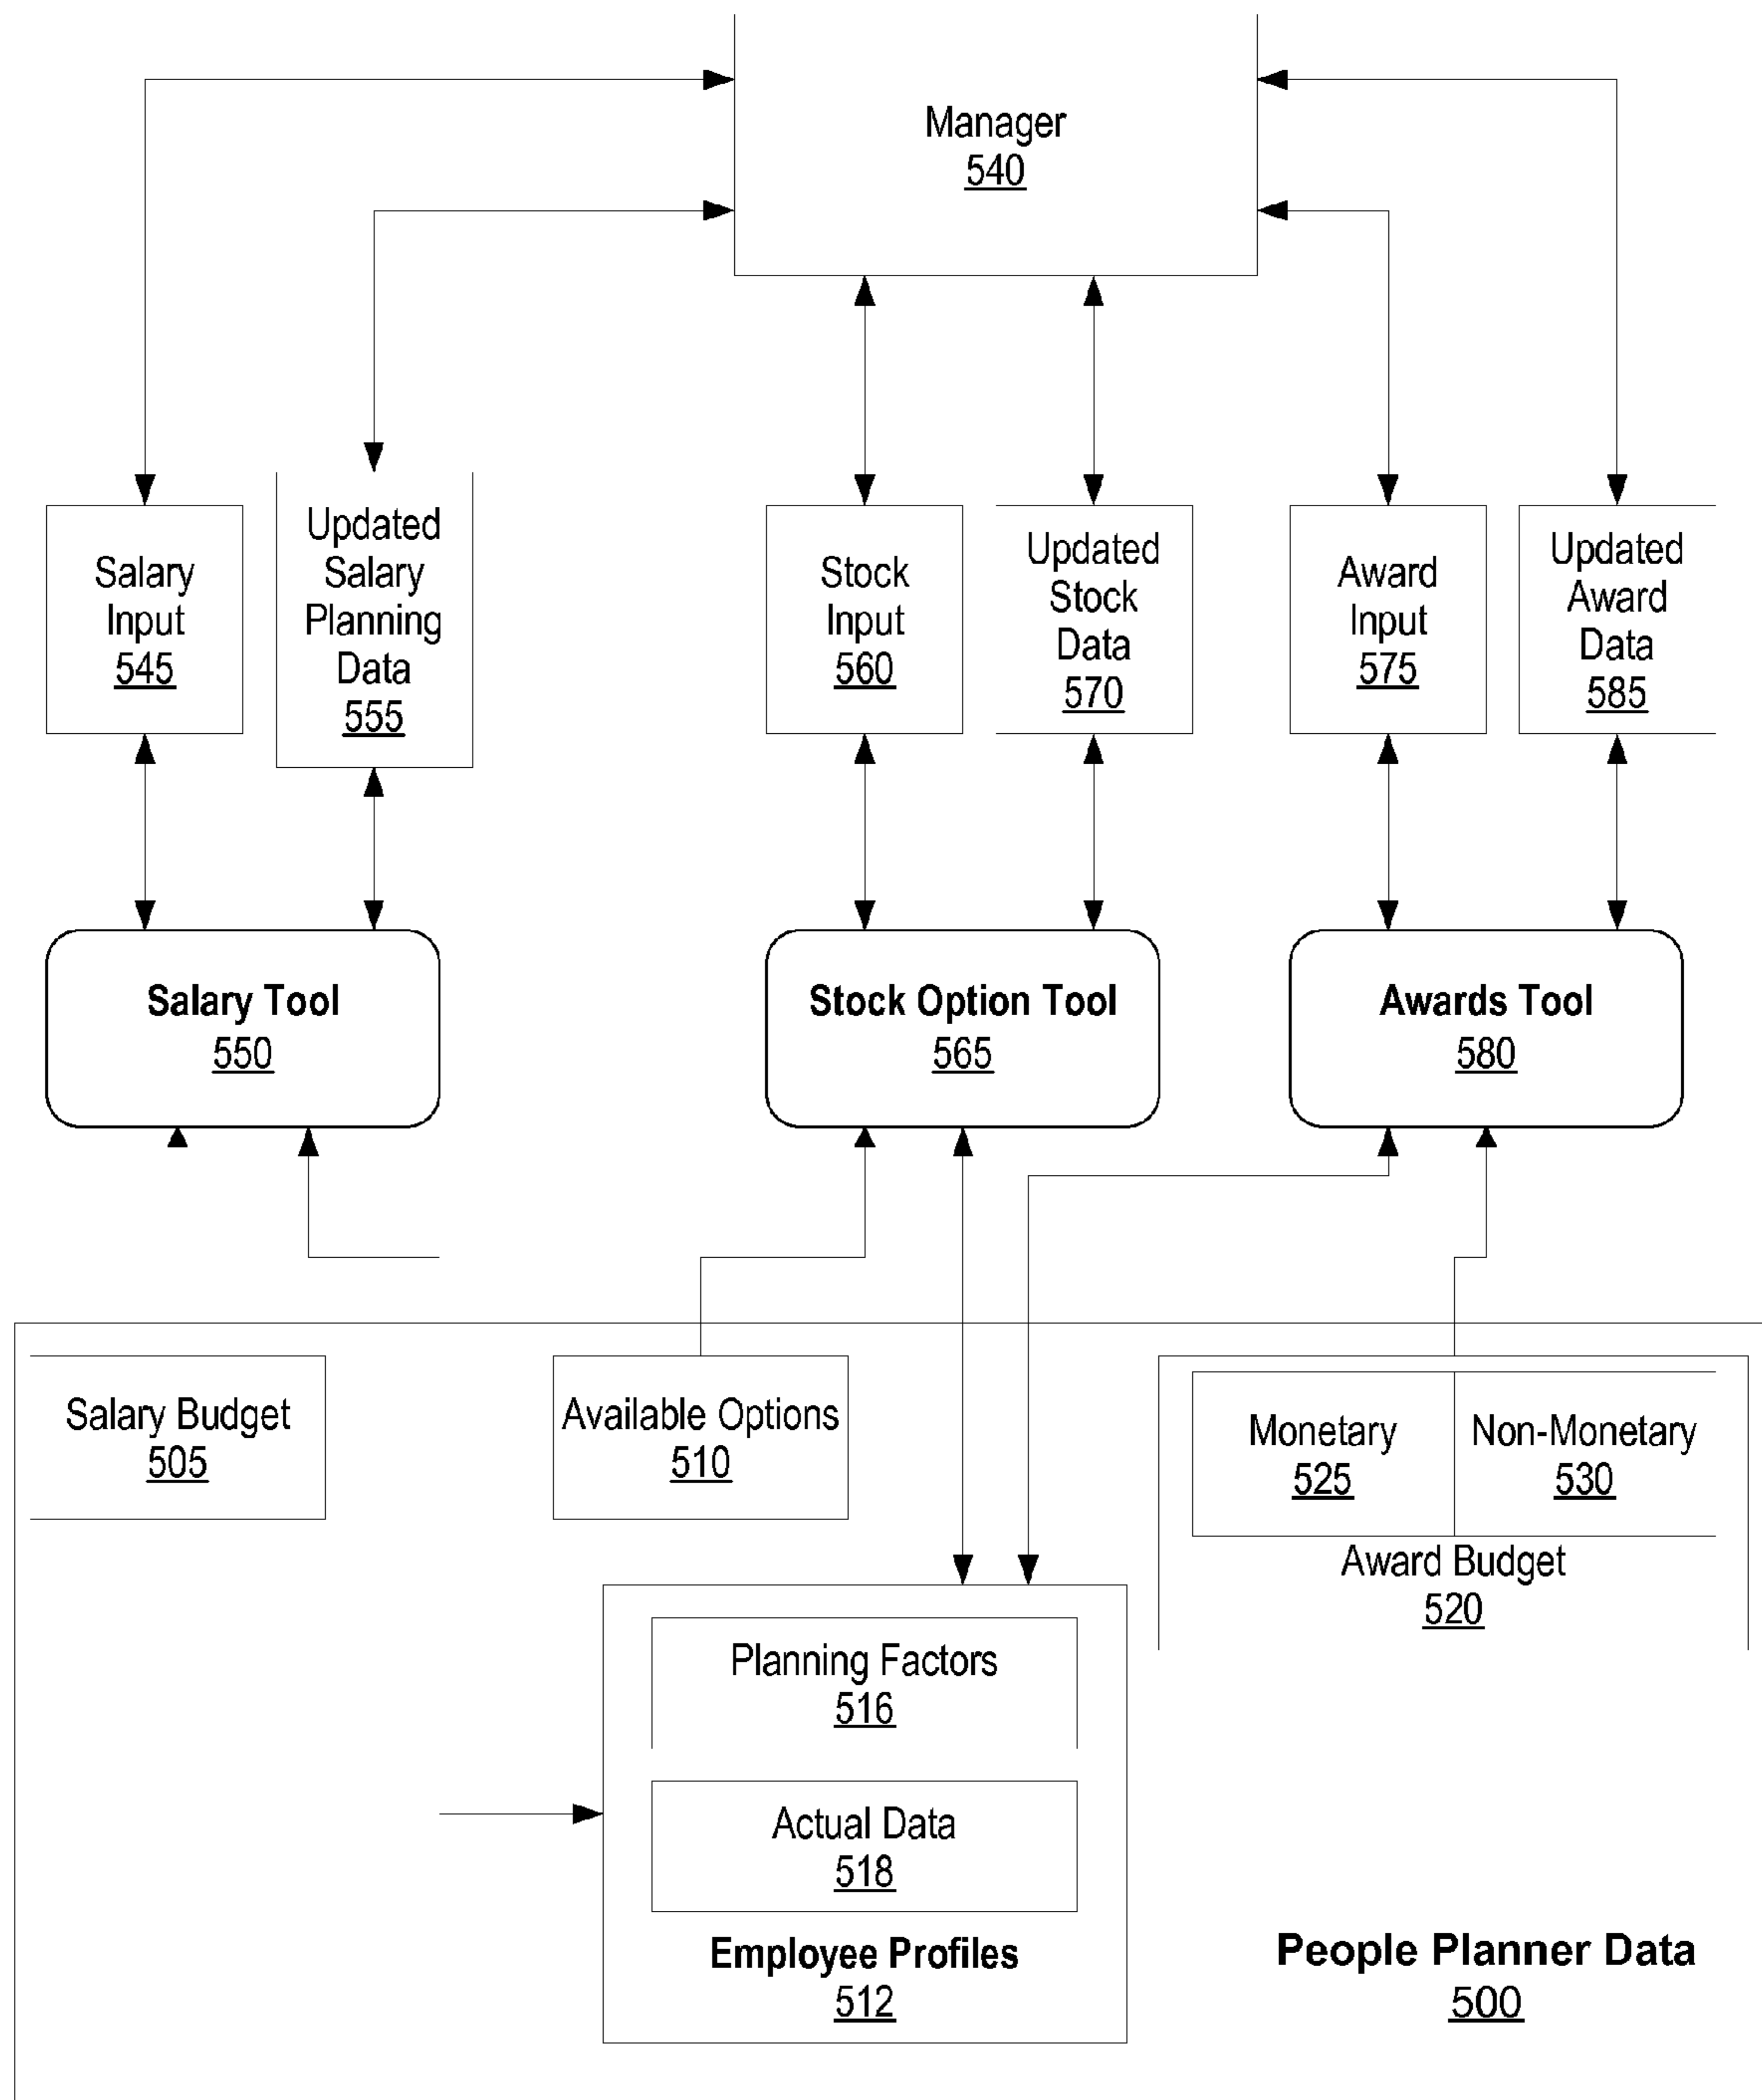 Manager
540
Salary
Input
545
Updated
Salary
Planning
Data
555
Stock
Input
560
Updated
Stock
Data
570
Award
Input
575
Updated
Award
Data
585
Salary Tool
550
Stock Option Tool
565
Awards Tool
580
Salary Budget
505
Available Options
510
Monetary
525
Non-Monetary
530
Award Budget
520
Planning Factors
516
Actual Data
518
Employee Profiles
512
People Planner Data
500